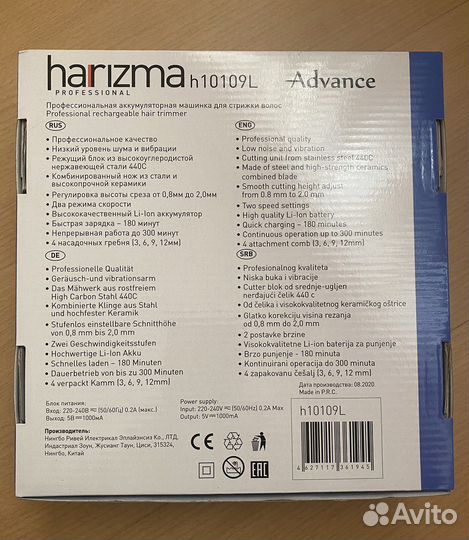 harizma h10109L Advance
PROFESSIONAL
Профессиональная аккумуляторная машинка для стрижки волос
Professional rechargeable hair trimmer
RUS
• Профессиональное качество
• Низкий уровень шума и вибрации
• Режущий блок из высокоуглеродистой
нержавеющей стали 440С
• Комбинированный нож из стали и
высокопрочной керамики
• Регулировка высоты среза от 0,8мм до 2,0мм
• Два режима скорости
• Высококачественный Li-Ion аккумулятор
• Быстрая зарядка – 180 минут
• Непрерывная работа до 300 минут
• 4 насадочных гребня (3, 6, 9, 12мм)
ENG
• Professional quality
• Low noise and vibration
• Cutting unit from stainless steel 440C
• Made of steel and high-strength ceramics
combined blade
• Smooth cutting height adjust
from 0.8 mm to 2.0 mm
• Two speed settings
• High quality Li-Ion battery
• Quick charging – 180 minutes
• Continuous operation up to 300 minutes
• 4 attachment comb (3, 6, 9, 12mm)
DE
• Professionelle Qualität
• Geräusch- und vibrationsarm
• Das Mähwerk aus rostfreiem
High Carbon Stahl 440C
• Kombinierte Klinge aus Stahl
und hochfester Keramik
• Stufenlos einstellbare Schnitthöhe
von 0,8 mm bis 2,0 mm
• Zwei Geschwindigkeitsstufen
• Hochwertige Li-Ion Akku
• Schnelles laden – 180 Minuten
• Dauerbetrieb von bis zu 300 Minuten
• 4 verpackt Kamm (3, 6, 9, 12mm)
SRB
• Profesionalnog kvaliteta
• Niska buka i vibracije
• Cutter blok od srednje-ugljen
nerđajući čelik 440 c
• Od čelika i visokokvalitetnog keramičkog oštrice
• Glatko korekciju visina rezanja
od 0,8 mm do 2,0 mm
• 2 postavke brzine
• Visokokvalitetne Li-Ion baterija za punjenje
• Brzo punjenje - 180 minuta
• Kontinuirani operacija do 300 minuta
• 4 zapakovanu češalj (3, 6, 9, 12 mm)
Дата производства: 08.2020
Made in P.R.C.
Блок питания:
Вход: 220-240В (50/60Гц) 0.2А (макс.)
Выход: 5В 1000мА
Power supply:
Input: 220-240V (50/60Hz) 0.2A Max
Output: 5V 1000mA
Производитель:
Нингбо Ривей Илектрикал Эплайэнсиз Ко., ЛТД,
Индастриал Зоун, Жусианг Таун, Циси, 315324,
Нингбо, Китай
EAC
h10109L
4 627117 361945
Avito